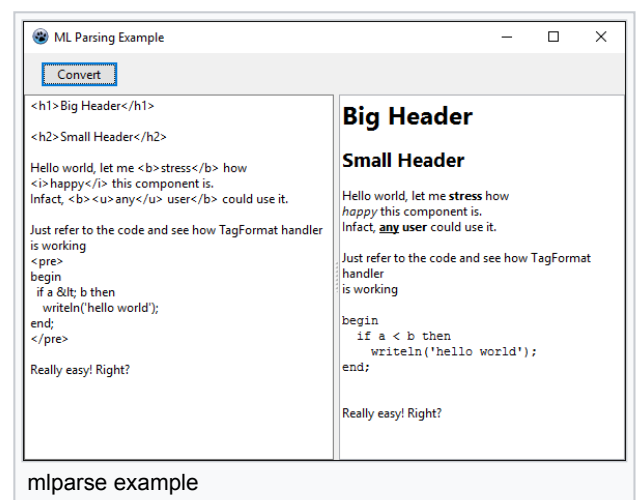 ML Parsing Example
Convert
<h1>Big Header</h1>
<h2>Small Header</h2>
Hello world, let me <b>stress</b> how
<i>happy</i> this component is.
Infact, <b><u>any</u> user</b> could use it.
Just refer to the code and see how TagFormat handler
is working
<pre>
begin
if a &lt; b then
writeln('hello world');
end;
</pre>
Really easy! Right?
Big Header
Small Header
Hello world, let me stress how
happy this component is.
Infact, any user could use it.
Just refer to the code and see how TagFormat
handler
is working
begin
if a < b then
writeln('hello world');
end;
Really easy! Right?
mlparse example